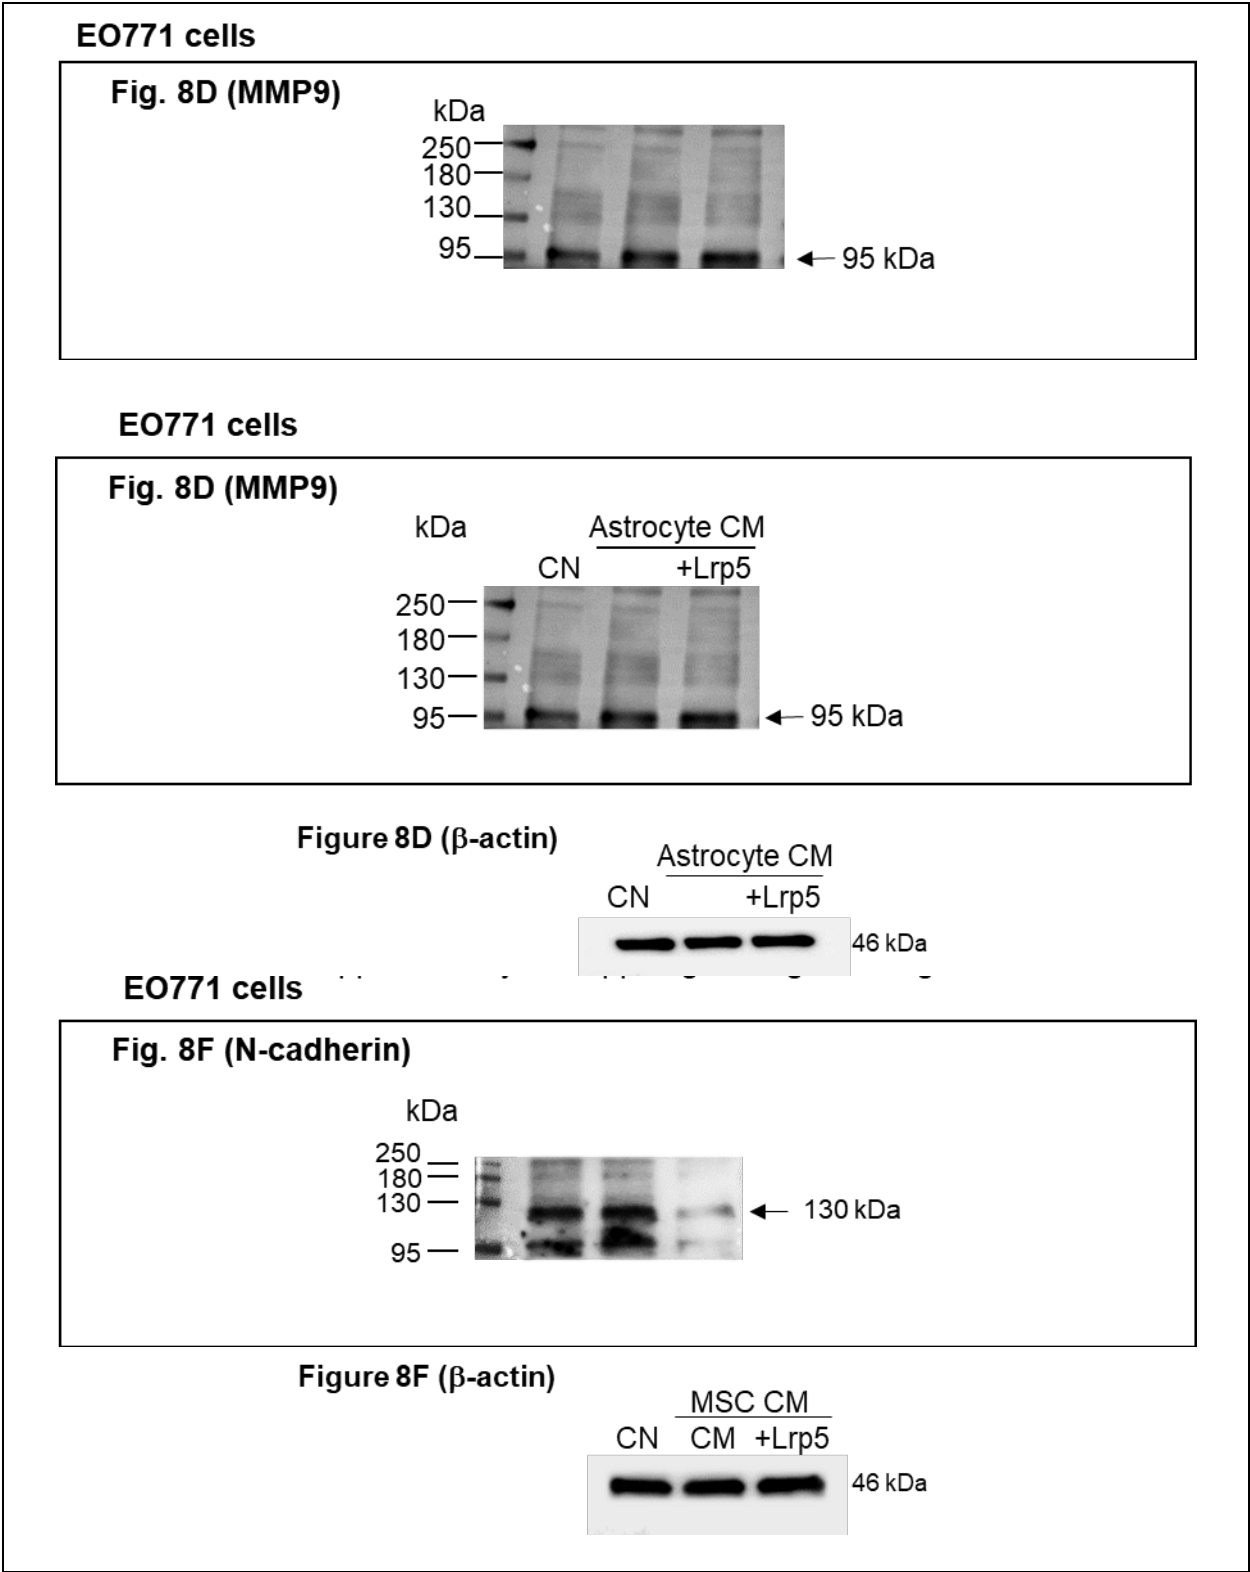 EO771 cells
Fig. 8D (MMP9)
kDa
250
180
130
95
95 kDa
EO771 cells
Fig. 8D (MMP9)
kDa
Astrocyte CM
CN +Lrp5
250
180
130
95
95 kDa
Figure 8D (β-actin)
Astrocyte CM
CN +Lrp5
46 kDa
EO771 cells
Fig. 8F (N-cadherin)
kDa
250
180
130
95
130 kDa
Figure 8F (β-actin)
MSC CM
CN CM +Lrp5
46 kDa